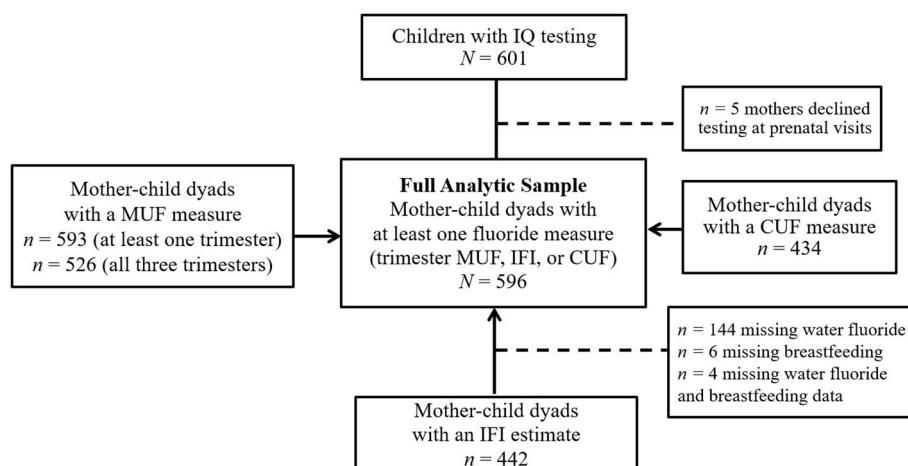 Children with IQ testing
N = 601
n = 5 mothers declined
testing at prenatal visits
Mother-child dyads
with a MUF measure
n = 593 (at least one trimester)
n = 526 (all three trimesters)
Full Analytic Sample
Mother-child dyads with
at least one fluoride measure
(trimester MUF, IFI, or CUF)
N = 596
Mother-child dyads
with a CUF measure
n = 434
n = 144 missing water fluoride
n = 6 missing breastfeeding
n = 4 missing water fluoride
and breastfeeding data
Mother-child dyads
with an IFI estimate
n = 442